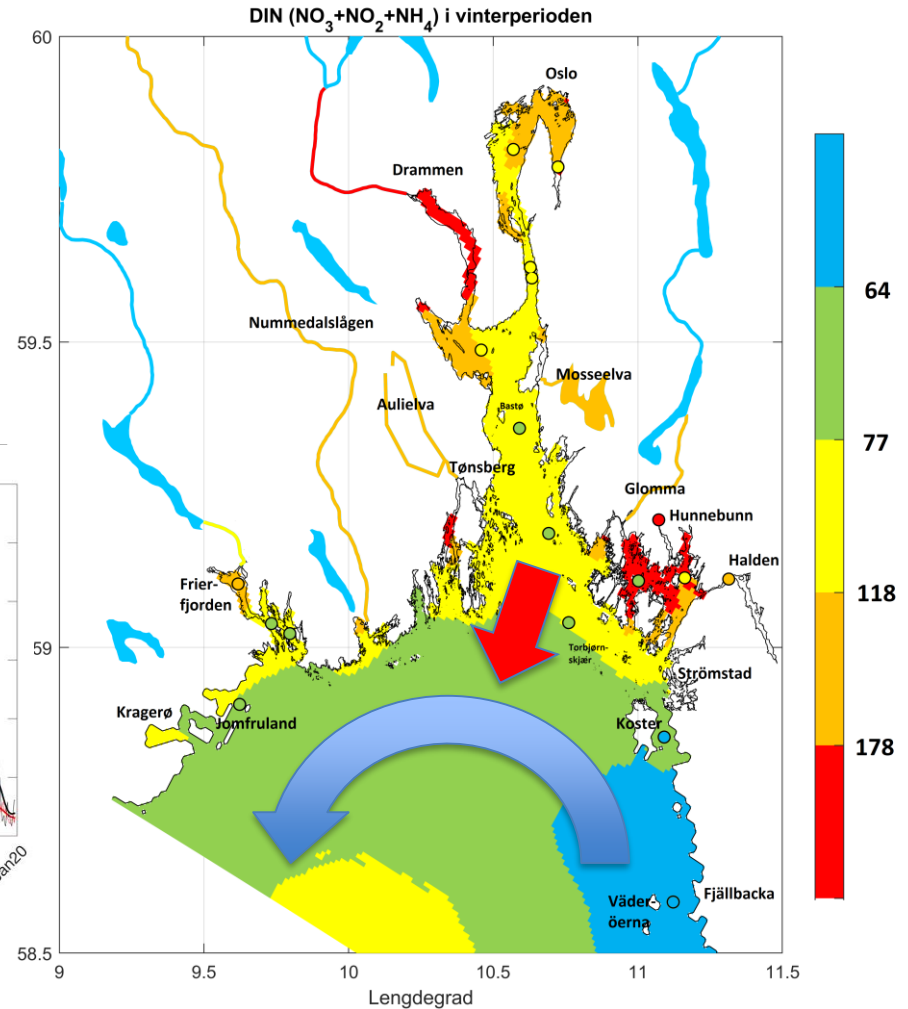 DIN (NO3+NO2+NH4) i vinterperioden
60
Oslo
Drammen
64
Nummedalslågen
59.5
Mosseelva
Aulielva
Bastø
77
Tønsberg
Glomma
Hunnebunn
Halden
Frier-
fjorden
118
59
Torbjørn-
skjær
Strömstad
Kragerø
Jomfruland
Koster
178
an20
Väder-
öerna
Fjällbacka
58.5
9
9.5
10
10.5
11
11.5
Lengdegrad